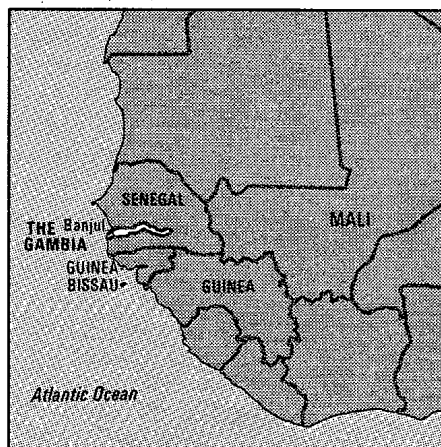 SENEGAL
MALI
THE Banjul
GAMBIA
GUINEA
BISSAU
GUINEA
Atlantic Ocean